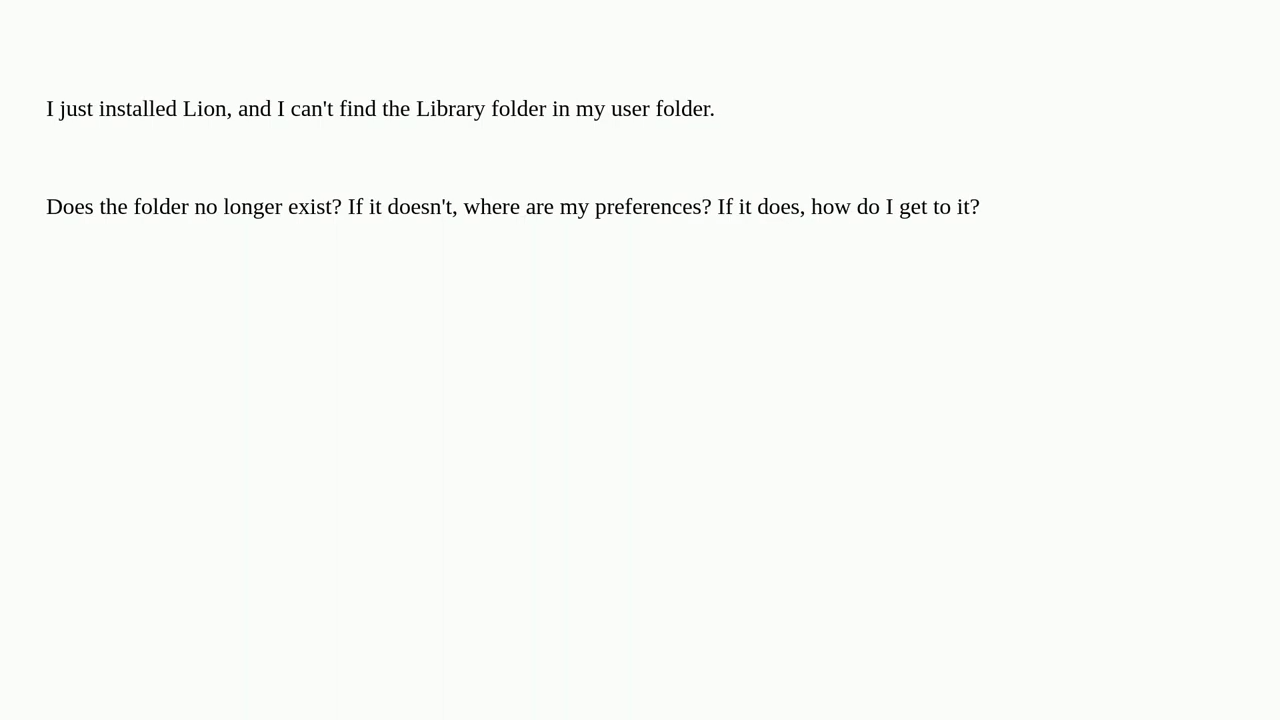 I just installed Lion, and I can't find the Library folder in my user folder.
Does the folder no longer exist? If it doesn't, where are my preferences? If it does, how do I get to it?